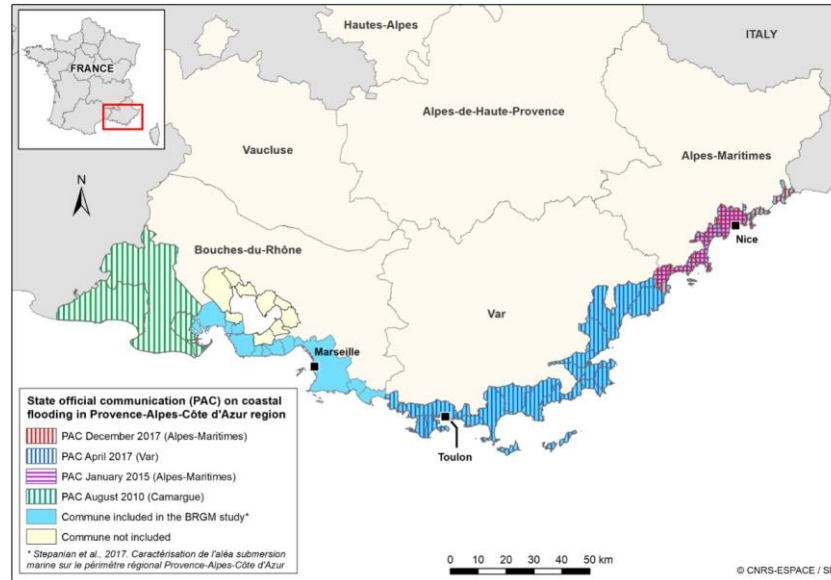 Hautes-Alpes
ITALY
FRANCE
Alpes-de-Haute-Provence
Vaucluse
Alpes-Maritimes
N
Nice
Bouches-du-Rhône
Var
Marseille
Toulon
State official communication (PAC) on coastal
flooding in Provence-Alpes-Côte d'Azur region
PAC December 2017 (Alpes-Maritimes)
PAC April 2017 (Var)
PAC January 2015 (Alpes-Maritimes)
PAC August 2010 (Camargue)
Commune included in the BRGM study*
Commune not included
* Stepanian et al., 2017. Caractérisation de l'aléa submersion
marine sur le périmètre régional Provence-Alpes-Côte d'Azur
0 10 20 30 40 50 km
© CNRS-ESPACE /